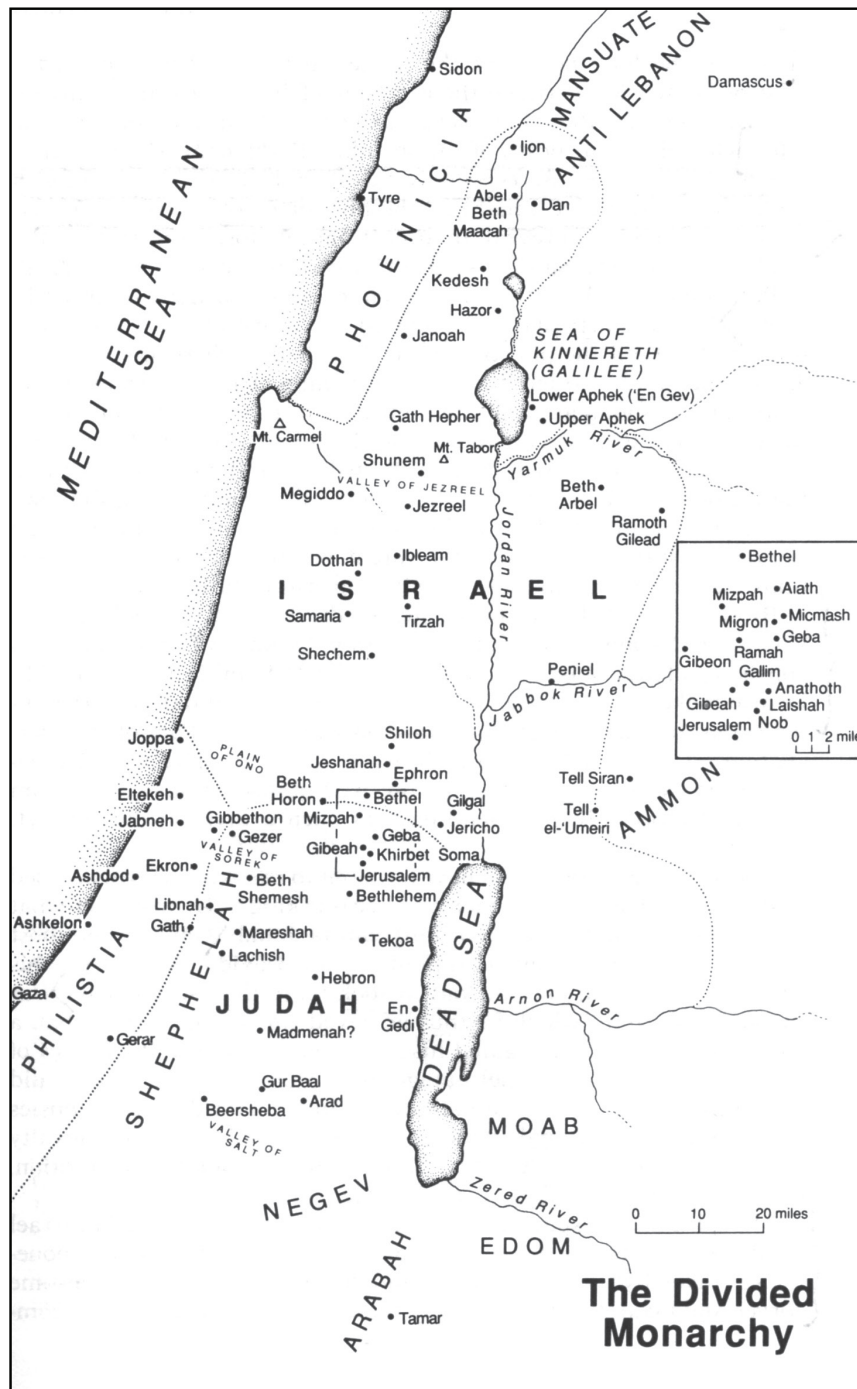 Sidon
MANSUATE
ANTI LEBANON
Damascus
Ijon
PHOENICIA
Tyre
Abel
Beth
Maacah
Dan
MEDITERRANEAN
SEA
Kedesh
Hazor
Janoah
SEA OF
KINNERETH
(GALILEE)
Lower Aphek ('En Gev)
Upper Aphek
Mt. Carmel
Gath Hepher
Mt. Tabor
Yarmuk River
Shunem
VALLEY OF JEZREEL
Megiddo
Jezreel
Beth
Arbel
Ramoth
Gilead
Jordan River
Dothan
Ibleam
ISRAEL
Samaria
Tirzah
Shechem
Peniel
Jabbok River
Bethel
Aiath
Mizpah
Micmash
Migron
Geba
Ramah
Gibeon
Gallim
Anathoth
Gibeah
Laishah
Nob
Jerusalem
0 1 2 mile
Joppa
PLAIN
OF ONO
Shiloh
Jeshanah
Ephron
Beth
Horon
Bethel
Gilgal
Tell Siran
AMMON
Tell
el-'Umeiri
Eltekeh
Jabneh
Gibbethon
Gezer
Mizpah
Geba
Jericho
VALLEY OF
SOREK
Gibeah
Khirbet Soma
Ekron
Ashdod
Beth
Shemesh
Jerusalem
Bethlehem
Libnah
Ashkelon
Gath
Mareshah
Tekoa
Lachish
PHILISTIA
SHEPHELAH
DEAD SEA
Gaza
Hebron
JUDAH
En
Gedi
Arnon River
Gerar
Madmenah?
Gur Baal
Beersheba
Arad
VALLEY OF
SALT
MOAB
NEGEV
Zered River
0 10 20 miles
EDOM
ARABAH
Tamar
The Divided
Monarchy